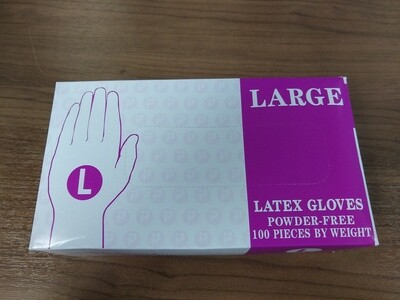 LARGE
L
LATEX GLOVES
POWDER-FREE
100 PIECES BY WEIGHT